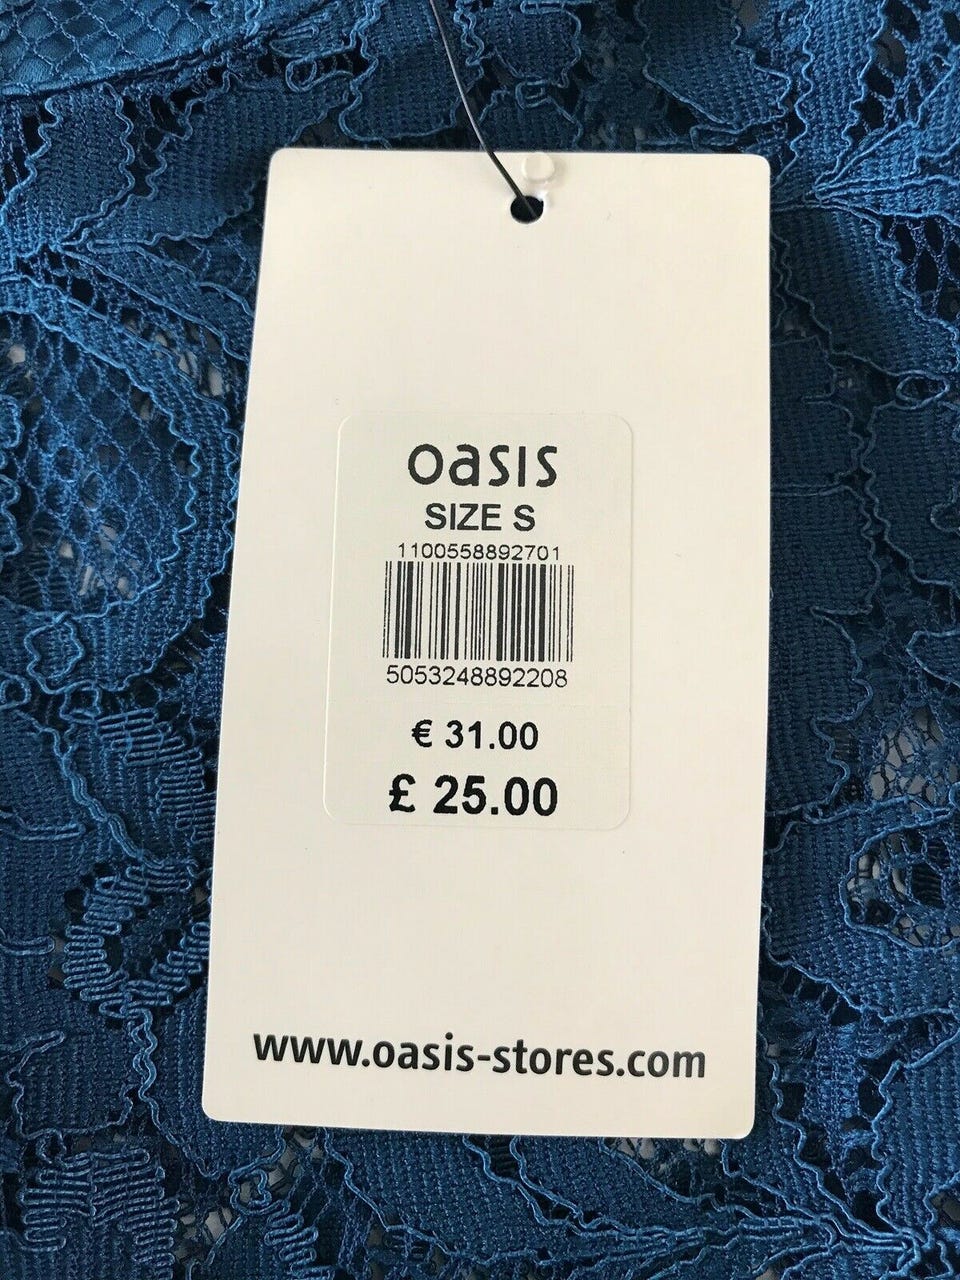 oasis
SIZE S
1100558892701
5053248892208
€ 31.00
£ 25.00
www.oasis-stores.com